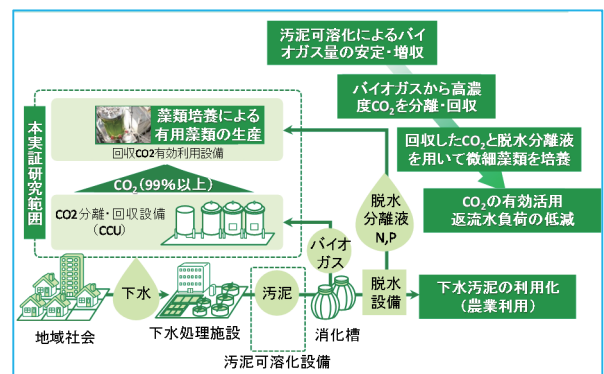 汚泥可溶化によるバイ
オガス量の安定・増収
バイオガスから高濃
度CO₂を分離・回収
回収したCO₂と脱水分離液
を用いて微細藻類を培養
CO₂の有効活用
返流水負荷の低減
本実証研究範囲
藻類培養による
有用藻類の生産
回収CO2有効利用設備
CO₂(99%以上)
CO2分離・回収設備
(CCU)
脱水
分離液
N,P
バイオ
ガス
下水
汚泥
脱水
設備
下水汚泥の利用化
(農業利用)
地域社会
下水処理施設
消化槽
汚泥可溶化設備